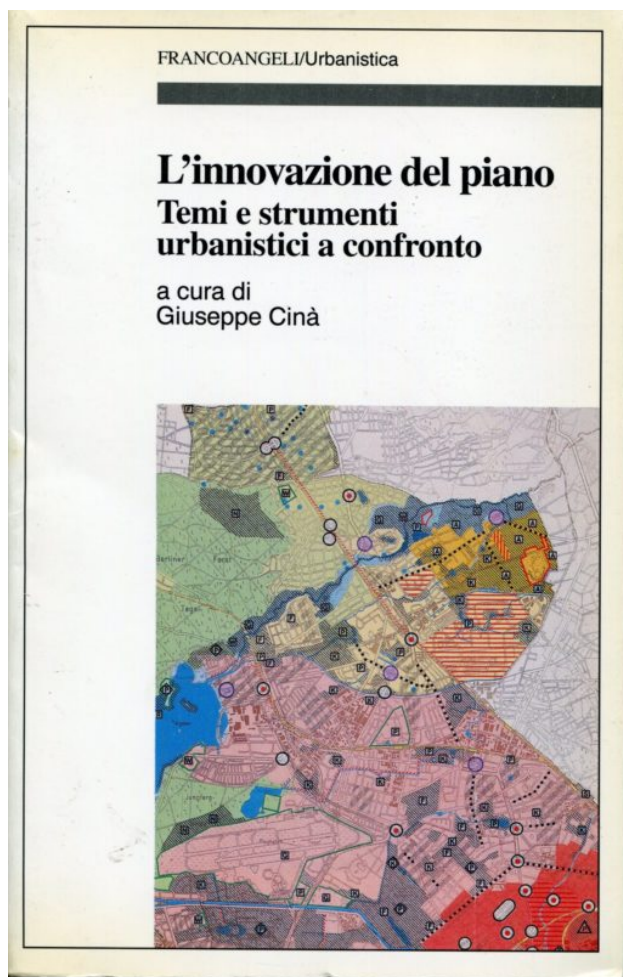 FRANCOANGELI/Urbanistica
L'innovazione del piano
Temi e strumenti
urbanistici a confronto
a cura di
Giuseppe Cinà